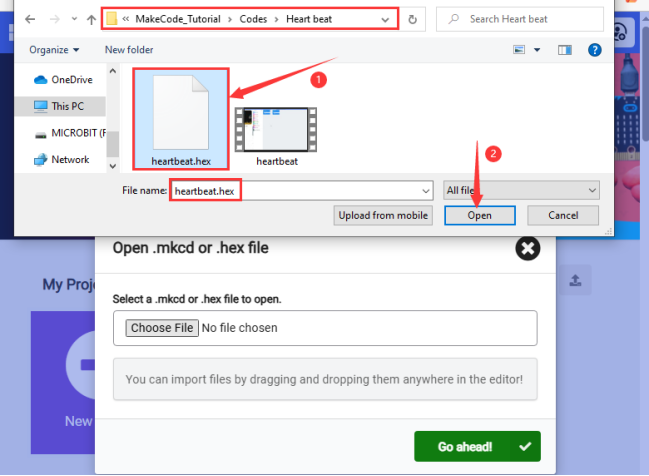 « MakeCode_Tutorial › Codes › Heart beat
Search Heart beat
Organize
New folder
OneDrive
This PC
MICROBIT (F
Network
heartbeat.hex
heartbeat
1
2
File name:
heartbeat.hex
All file
Upload from mobile
Open
Cancel
Open .mkcd or .hex file
My Proje
Select a .mkcd or .hex file to open.
Choose File No file chosen
You can import files by dragging and dropping them anywhere in the editor!
New
Go ahead!